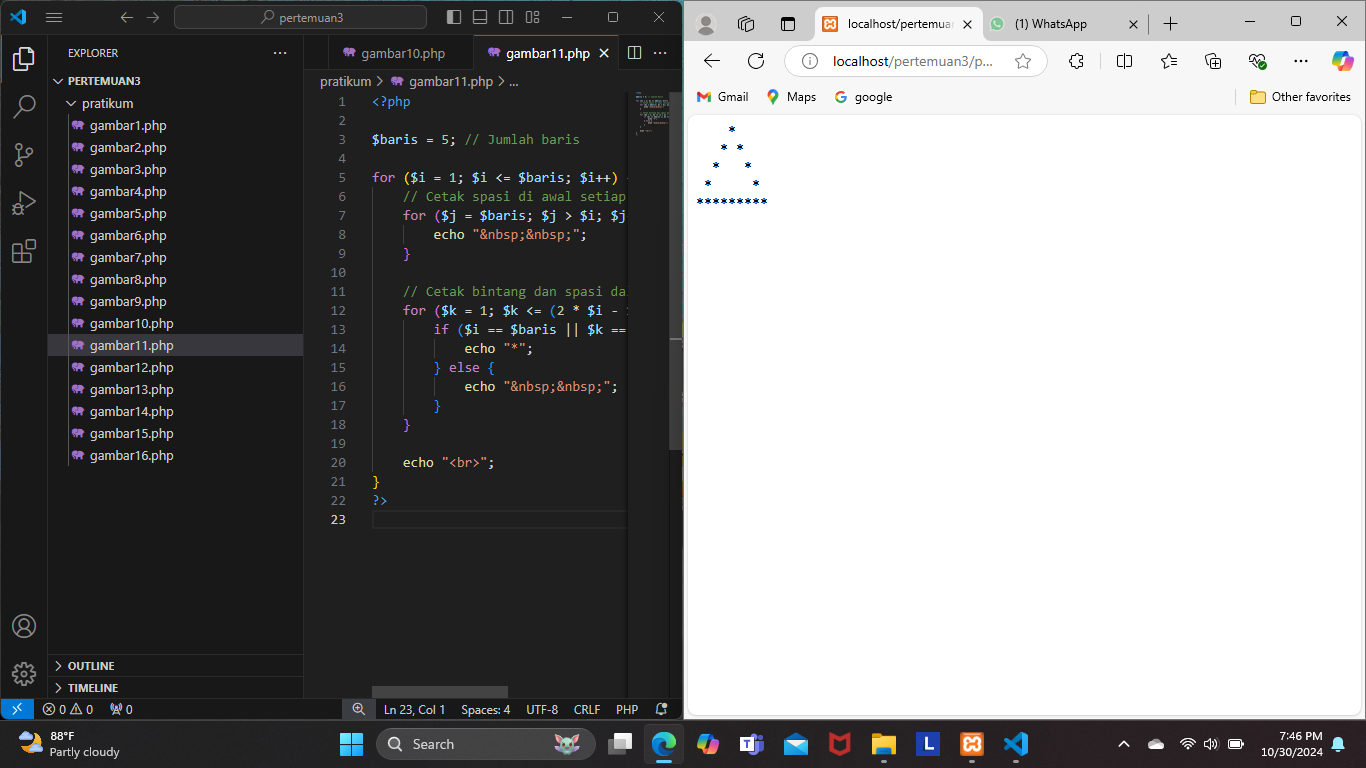 pertemuan3
EXPLORER
PERTEMUAN3
pratikum
gambar1.php
gambar2.php
gambar3.php
gambar4.php
gambar5.php
gambar6.php
gambar7.php
gambar8.php
gambar9.php
gambar10.php
gambar11.php
gambar12.php
gambar13.php
gambar14.php
gambar15.php
gambar16.php
OUTLINE
TIMELINE
gambar10.php
gambar11.php
pratikum > gambar11.php > ...
1 <?php
2
3 $baris = 5; // Jumlah baris
4
5 for ($i = 1; $i <= $baris; $i++)
6 // Cetak spasi di awal setiap
7 for ($j = $baris; $j > $i; $j
8 echo "&nbsp;&nbsp;";
9 }
10
11 // Cetak bintang dan spasi da
12 for ($k = 1; $k <= (2 * $i -
13 if ($i == $baris || $k ==
14 echo "*";
15 } else {
16 echo "&nbsp;&nbsp;";
17 }
18 }
19
20 echo "<br>";
21 }
22 ?>
23
0 0 0
Ln 23, Col 1 Spaces: 4 UTF-8 CRLF PHP
localhost/pertemua
(1) WhatsApp
localhost/pertemuan3/p...
Gmail Maps google Other favorites
*
* *
* *
* *
*********
88°F
Partly cloudy
Search
L
7:46 PM
10/30/2024